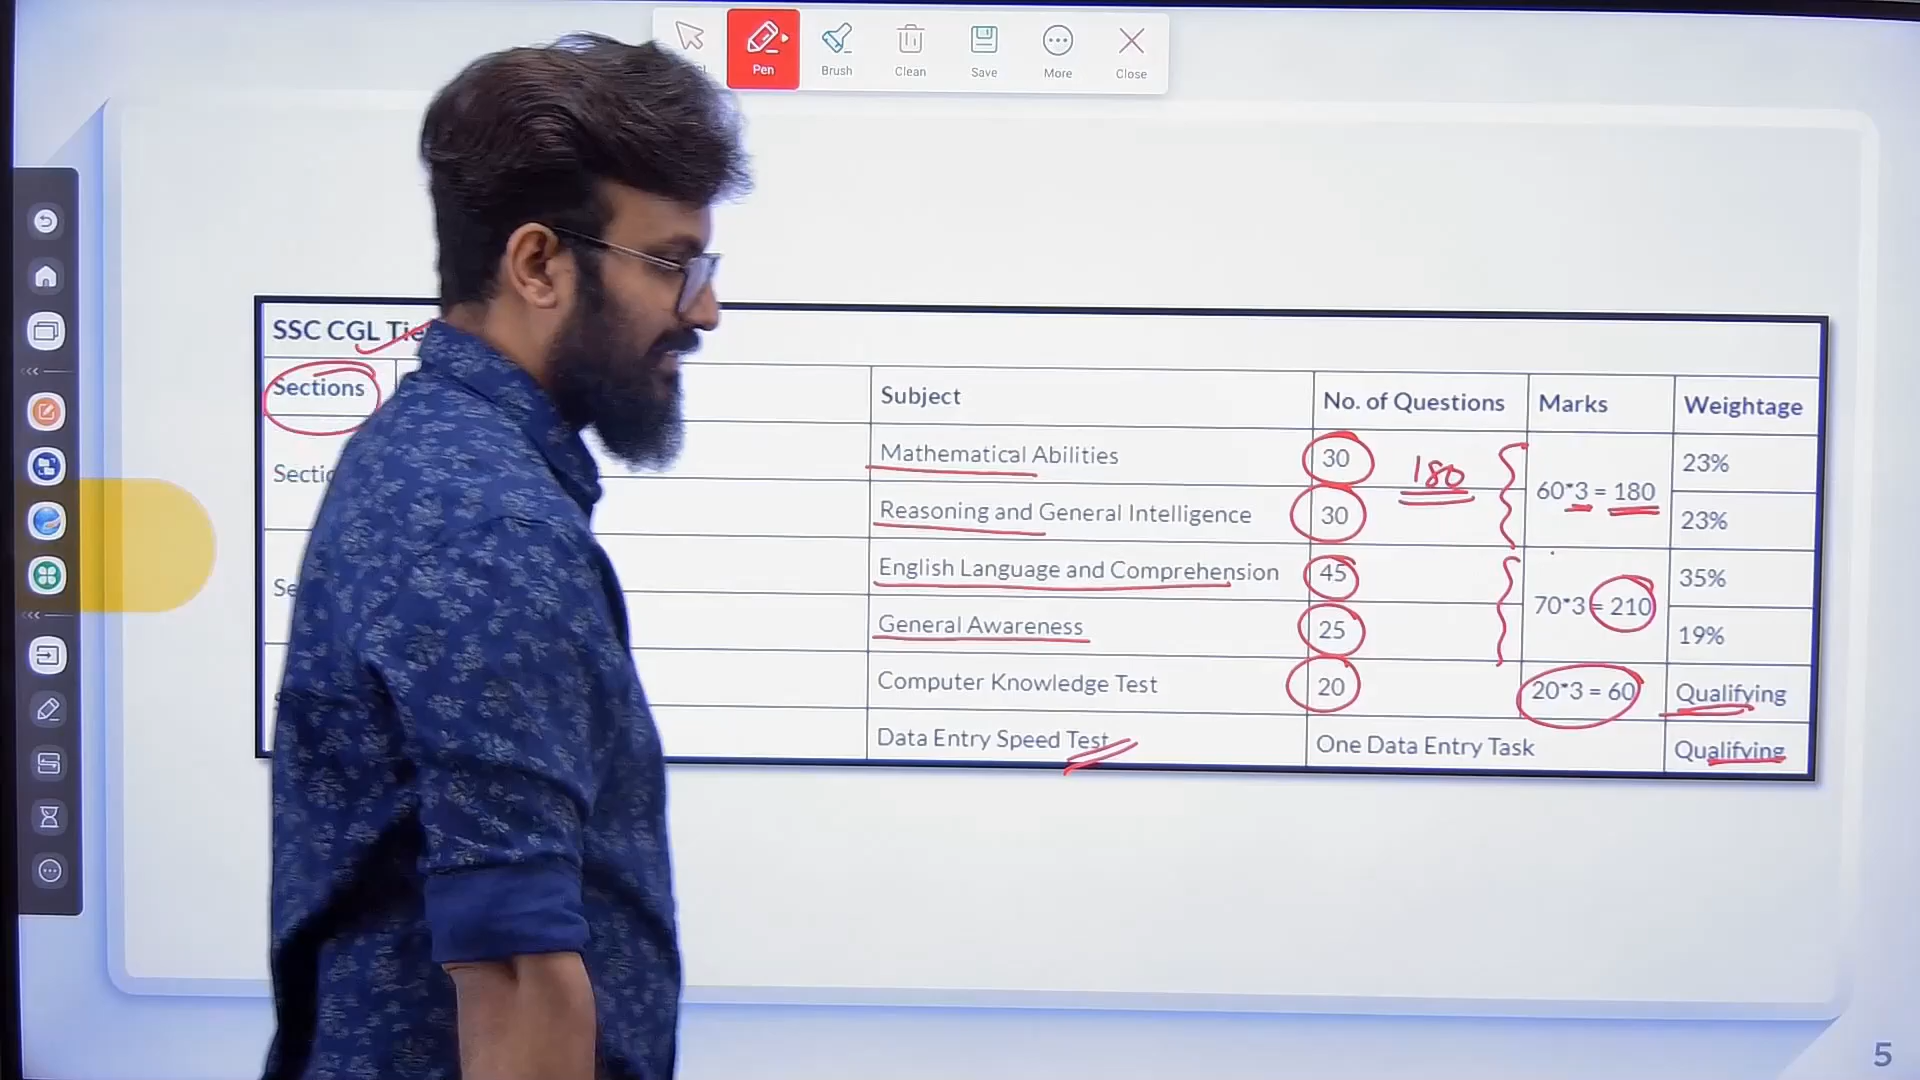 Pen
Brush
Clean
Save
More
Close
SSC CGL Tie
Sections
Subject
No. of Questions
Marks
Weightage
Mathematical Abilities
30
180
60*3 = 180
23%
Reasoning and General Intelligence
30
23%
English Language and Comprehension
45
70*3 = 210
35%
General Awareness
25
19%
Computer Knowledge Test
20
20*3 = 60
Qualifying
Data Entry Speed Test
One Data Entry Task
Qualifying
5